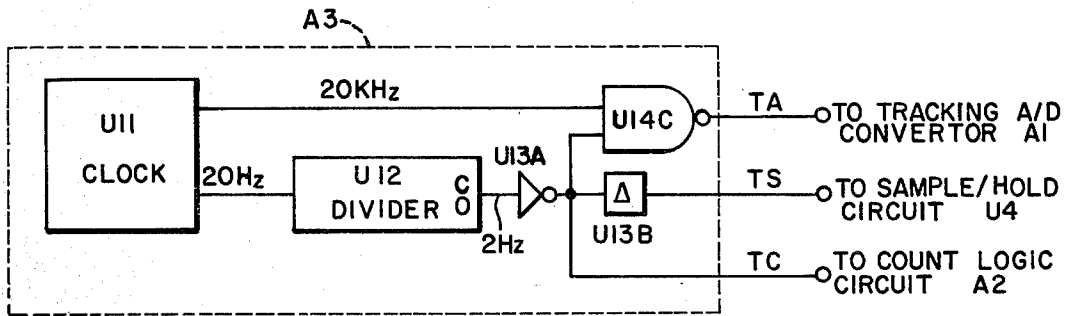 A3
U11
CLOCK
20KHz
20Hz
U12
DIVIDER
CO
2Hz
U13A
U14C
Δ
U13B
TA
TO TRACKING A/D
CONVERTOR A1
TS
TO SAMPLE/HOLD
CIRCUIT U4
TC
TO COUNT LOGIC
CIRCUIT A2